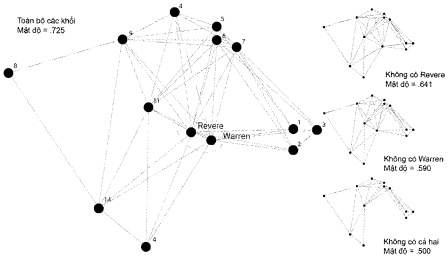 Toàn bộ các khối
Mật độ = .725
4
5
9
6
7
8
11
Revere
Warren
1
3
2
14
4
Không có Revere
Mật độ = .641
Không có Warren
Mật độ = .590
Không có cả hai
Mật độ = .500